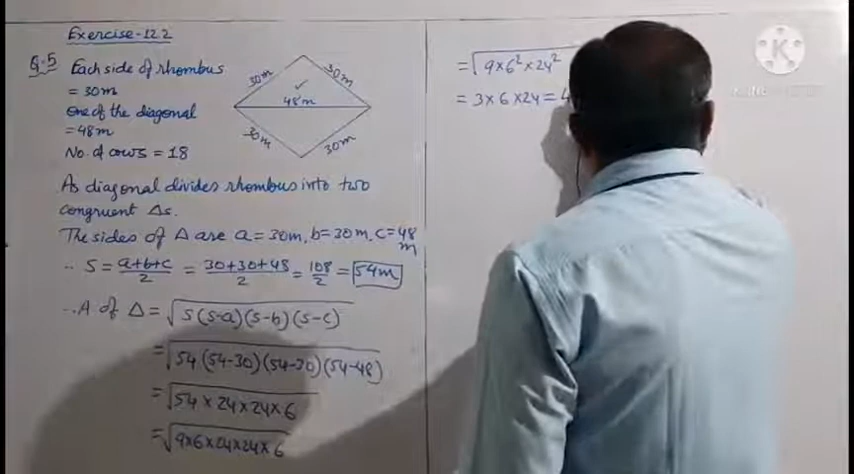 Exercise-12.2
Q.5 Each side of rhombus
= 30m
One of the diagonal
= 48m
No. of cows = 18
30m
30m
48m
30m
30m
As diagonal divides rhombus into two
congruent Δs.
The sides of Δ are a=30m, b=30m, c=48
m
∴ S = a+b+c/2 = 30+30+48/2 = 108/2 = 54m
∴ A of Δ = √s(s-a)(s-b)(s-c)
= √54(54-30)(54-30)(54-48)
= √54×24×24×6
= √9×6×24×24×6
= √9×6²×24²
= 3×6×24=4
K